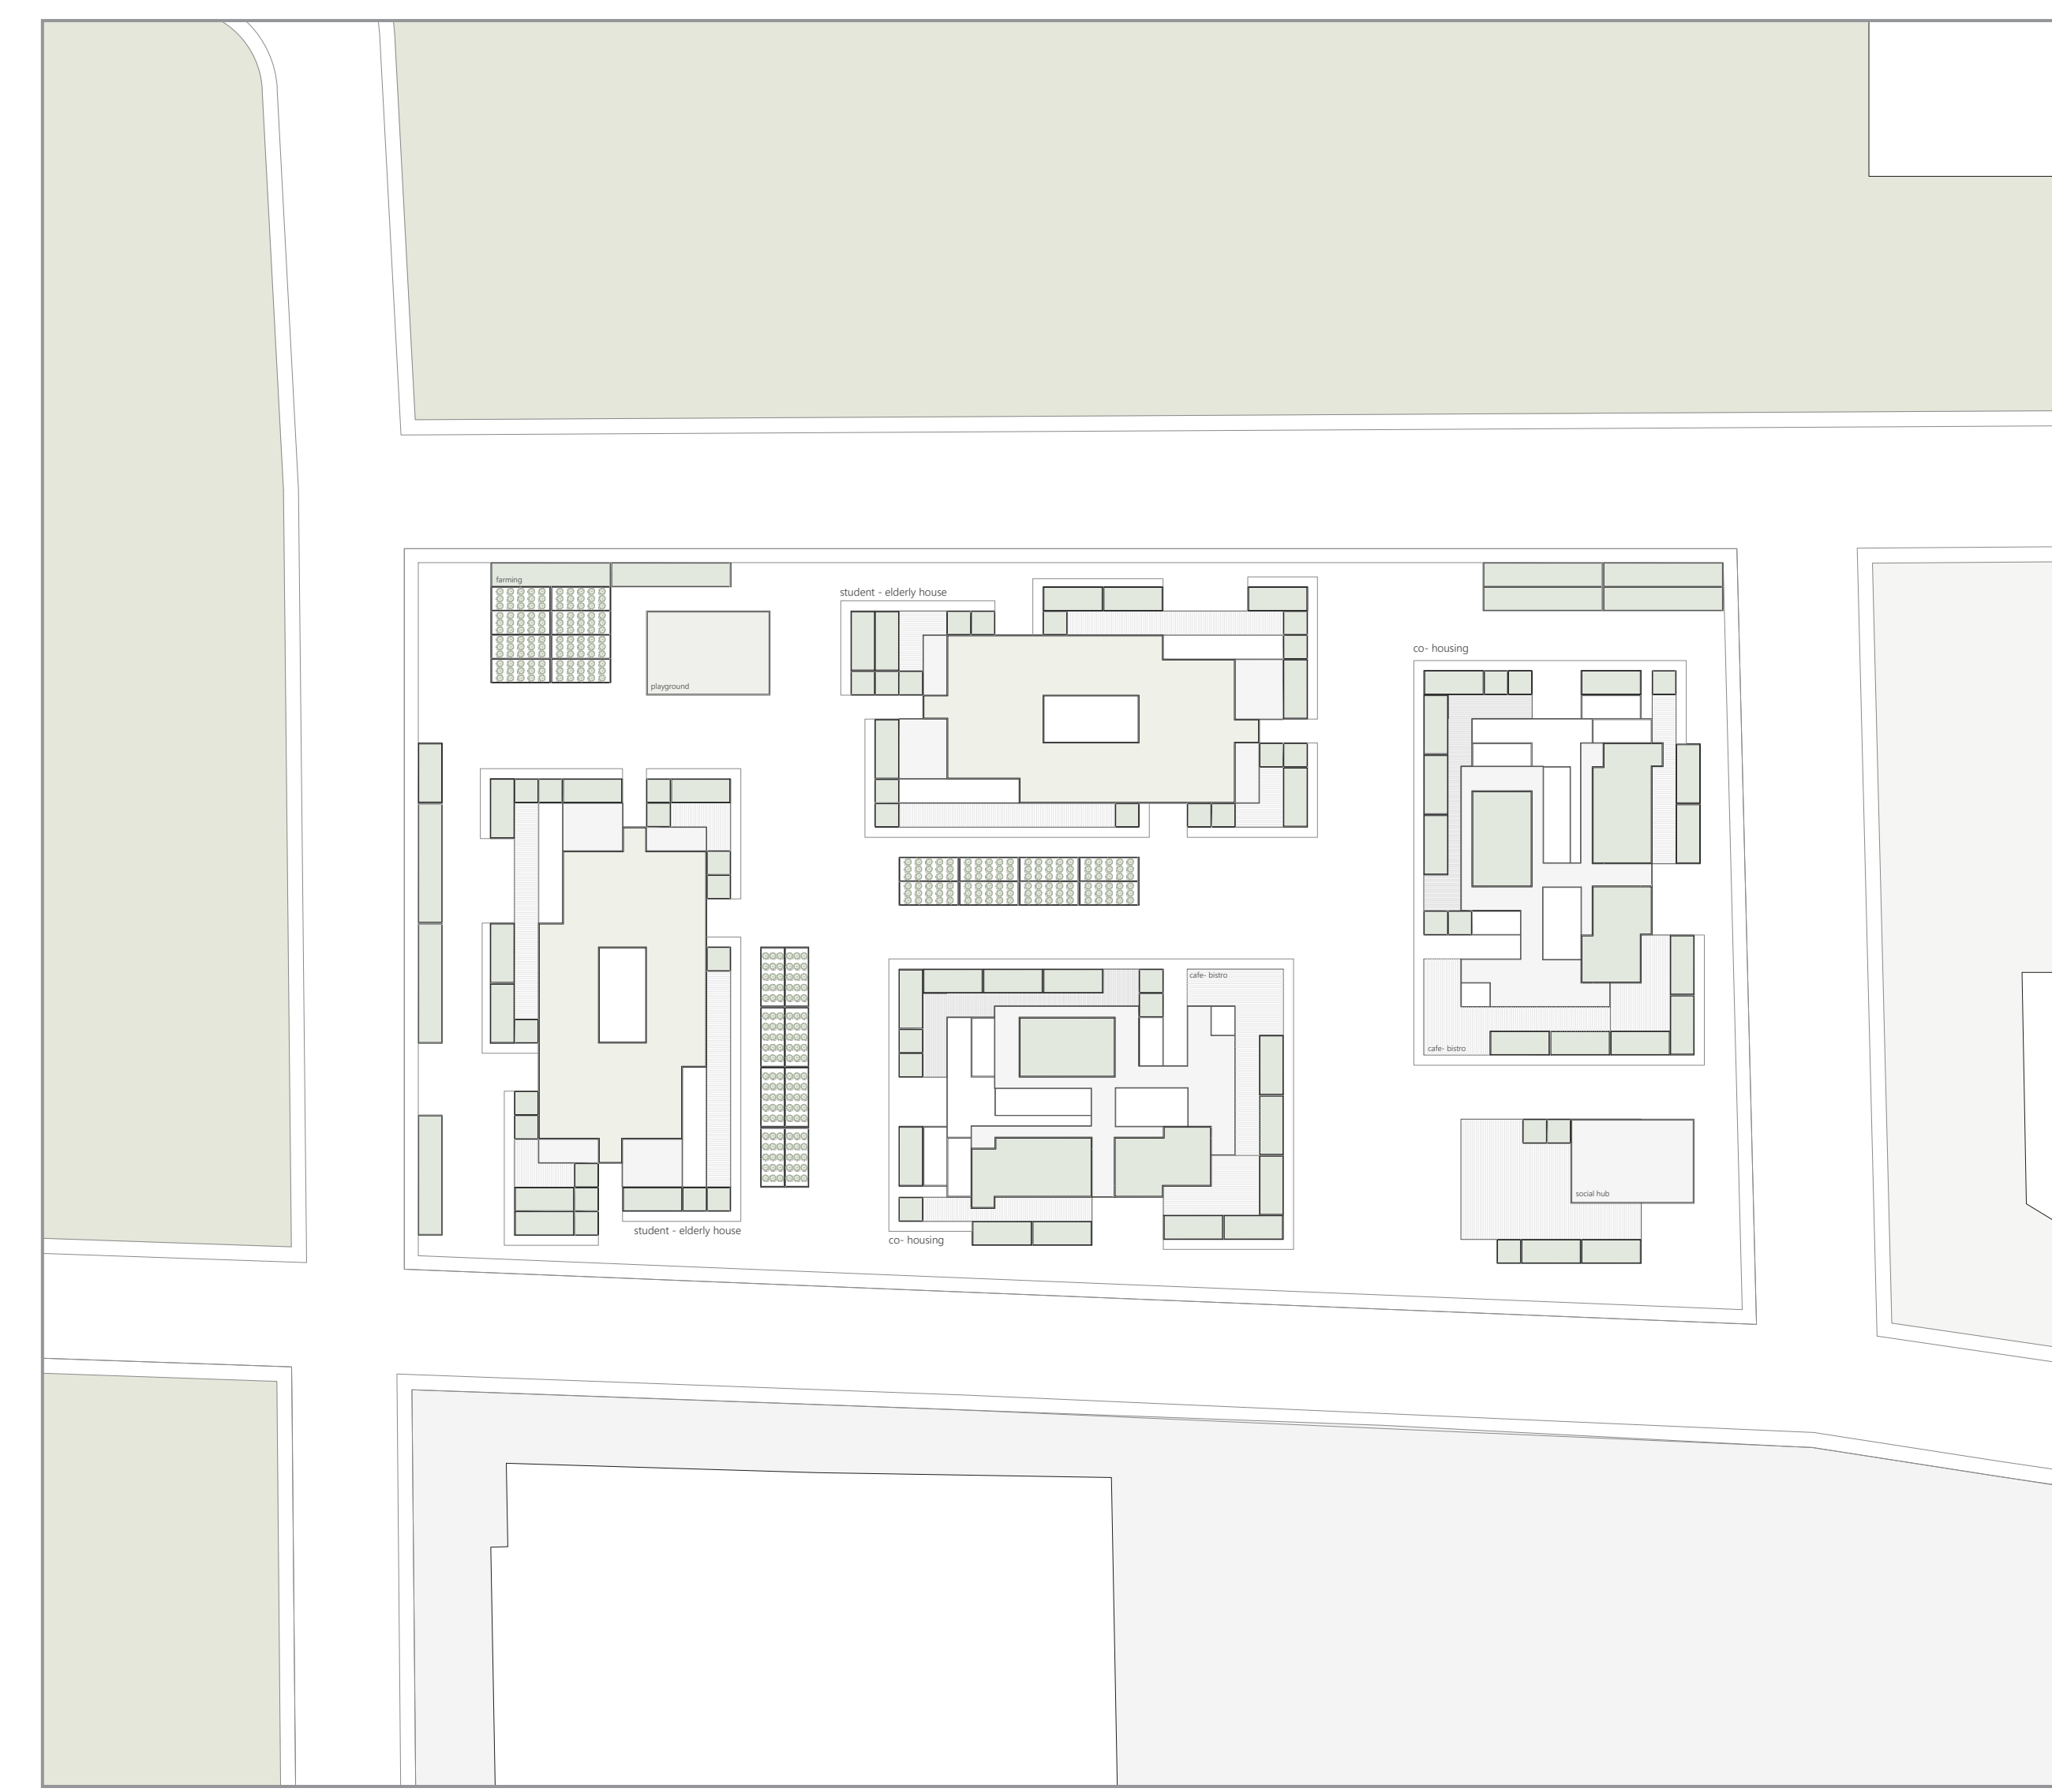 farming
student - elderly house
co- housing
playground
cafe- bistro
cafe- bistro
social hub
student - elderly house
co- housing